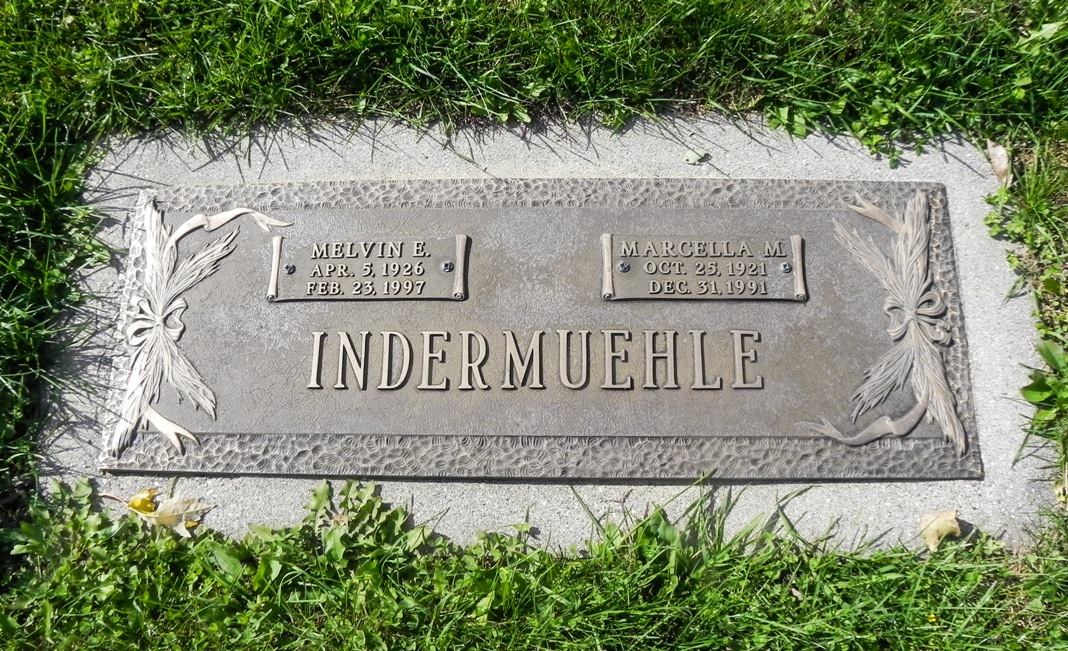 MELVIN E.
APR. 5, 1926
FEB. 23, 1997
MARCELLA M.
OCT. 25, 1921
DEC. 31, 1991
INDERMUEHLE